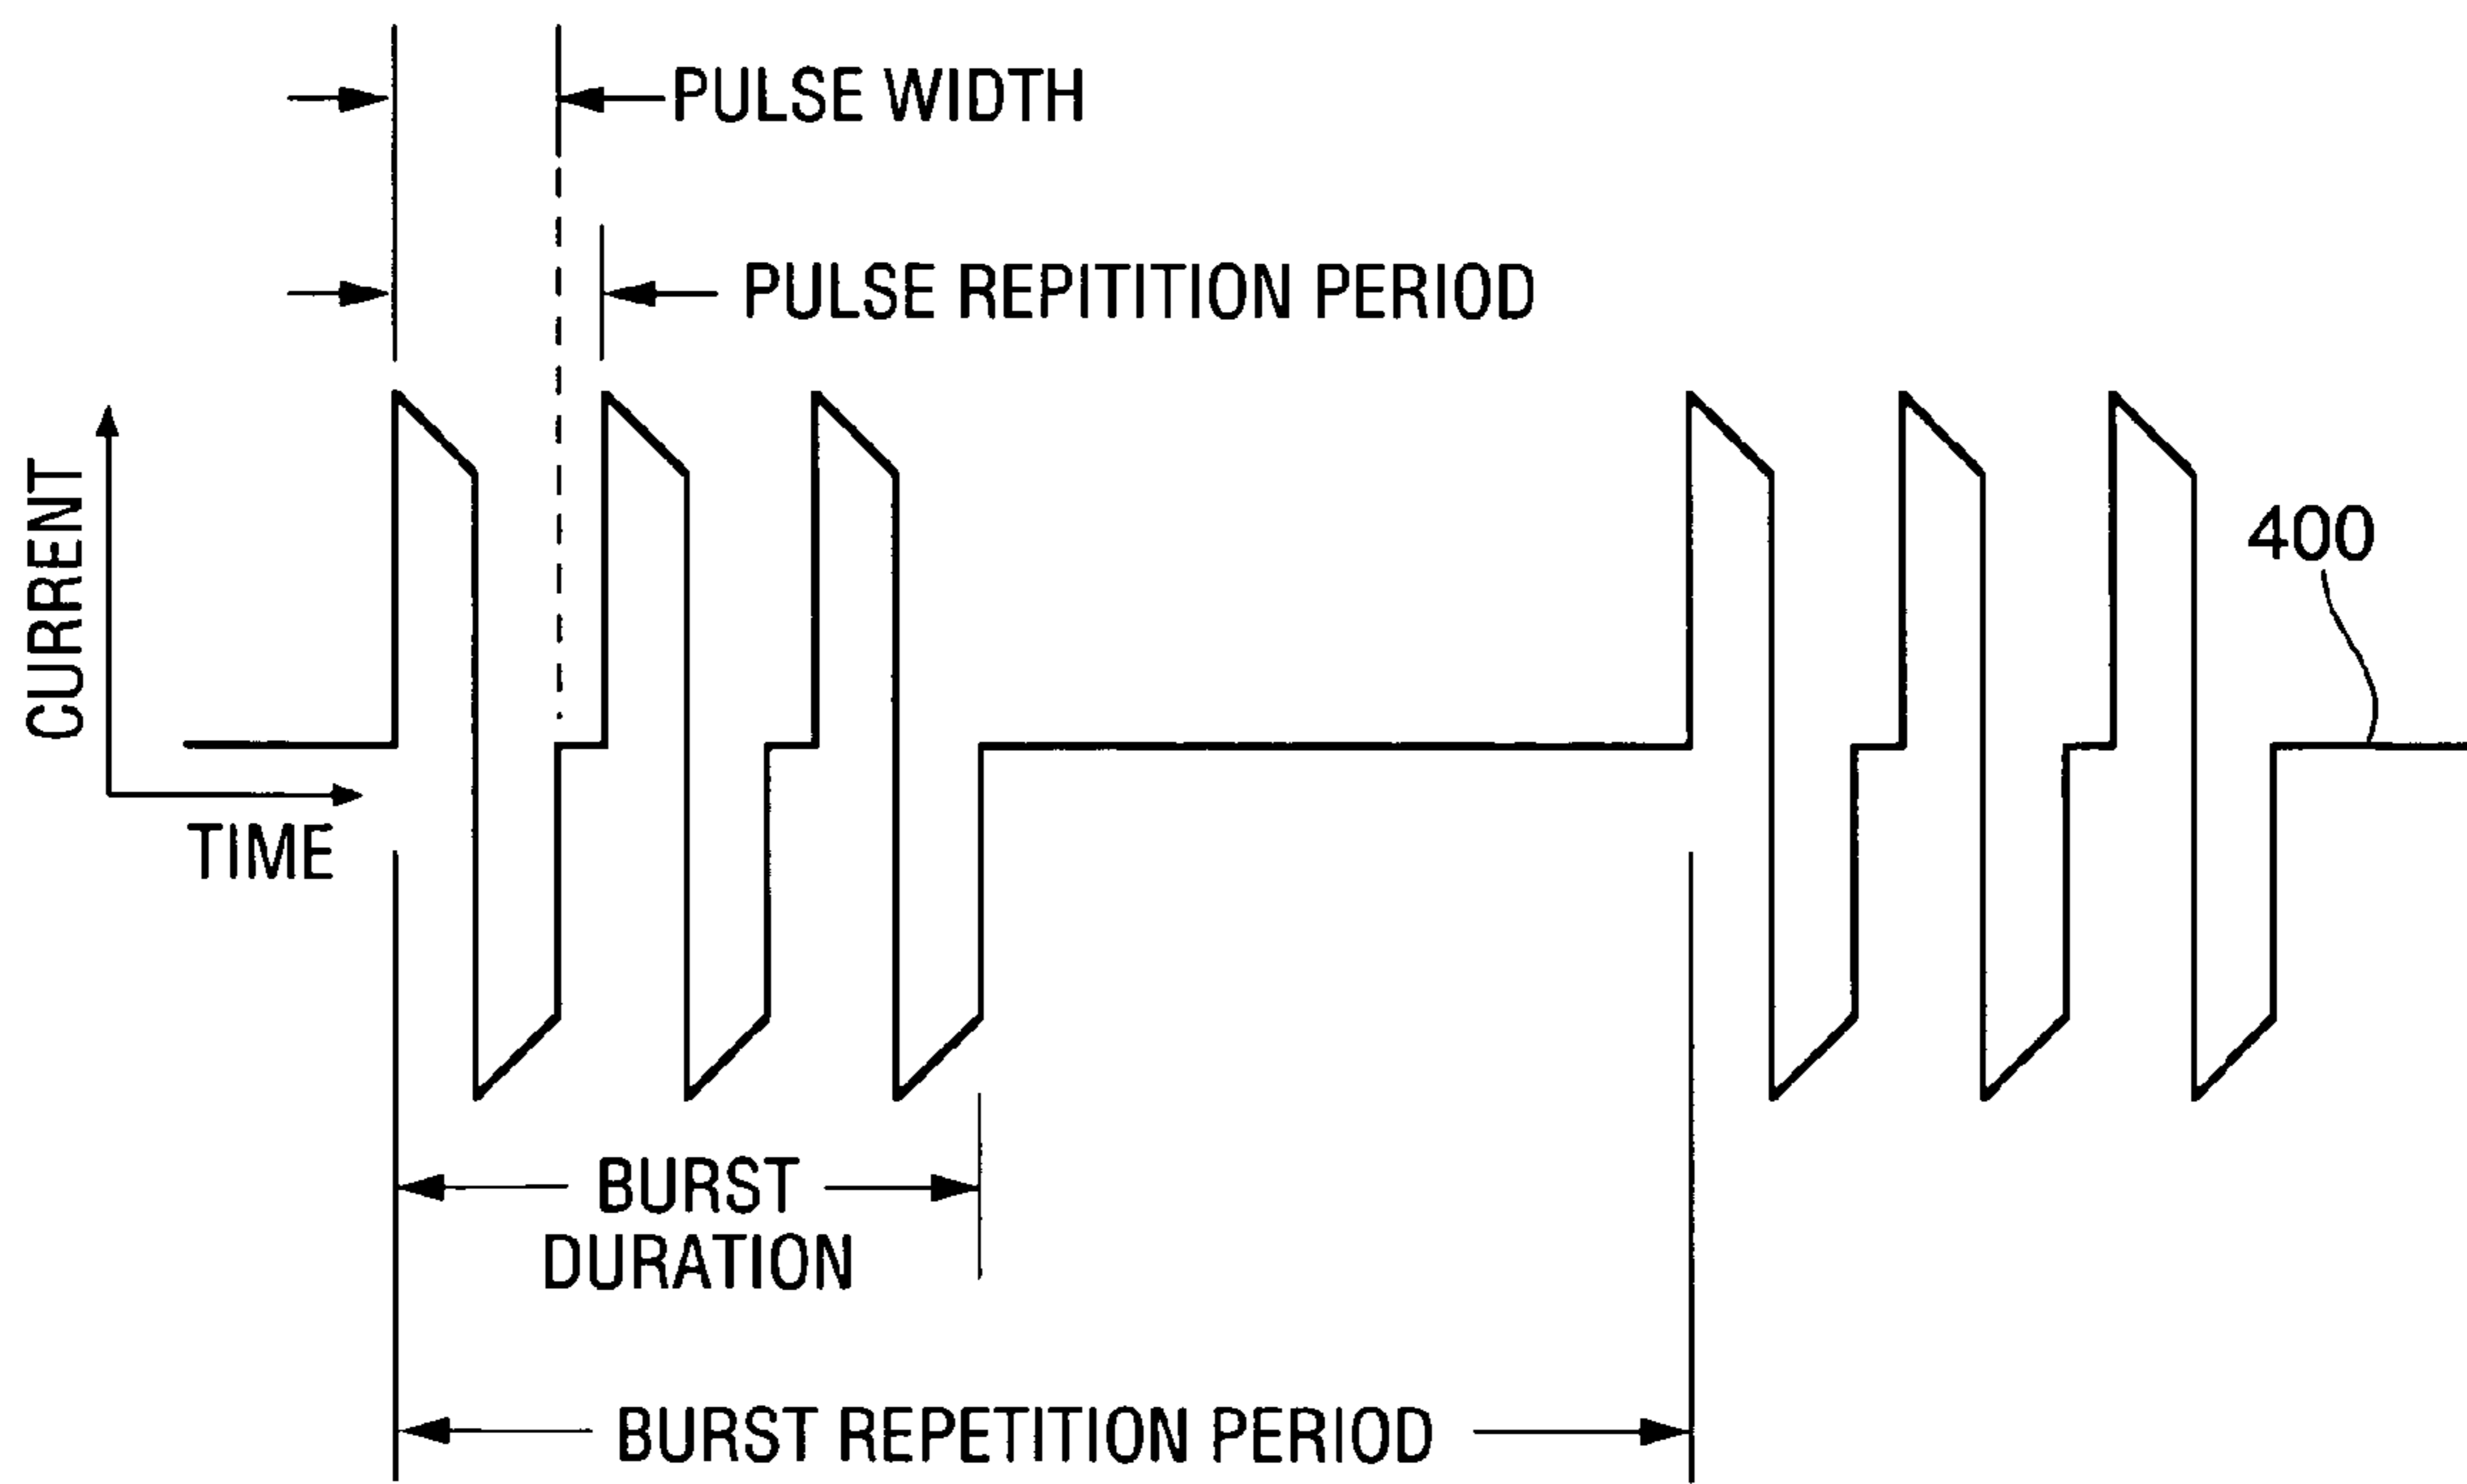 PULSE WIDTH
PULSE REPITITION PERIOD
CURRENT
400
TIME
BURST
DURATION
BURST REPETITION PERIOD